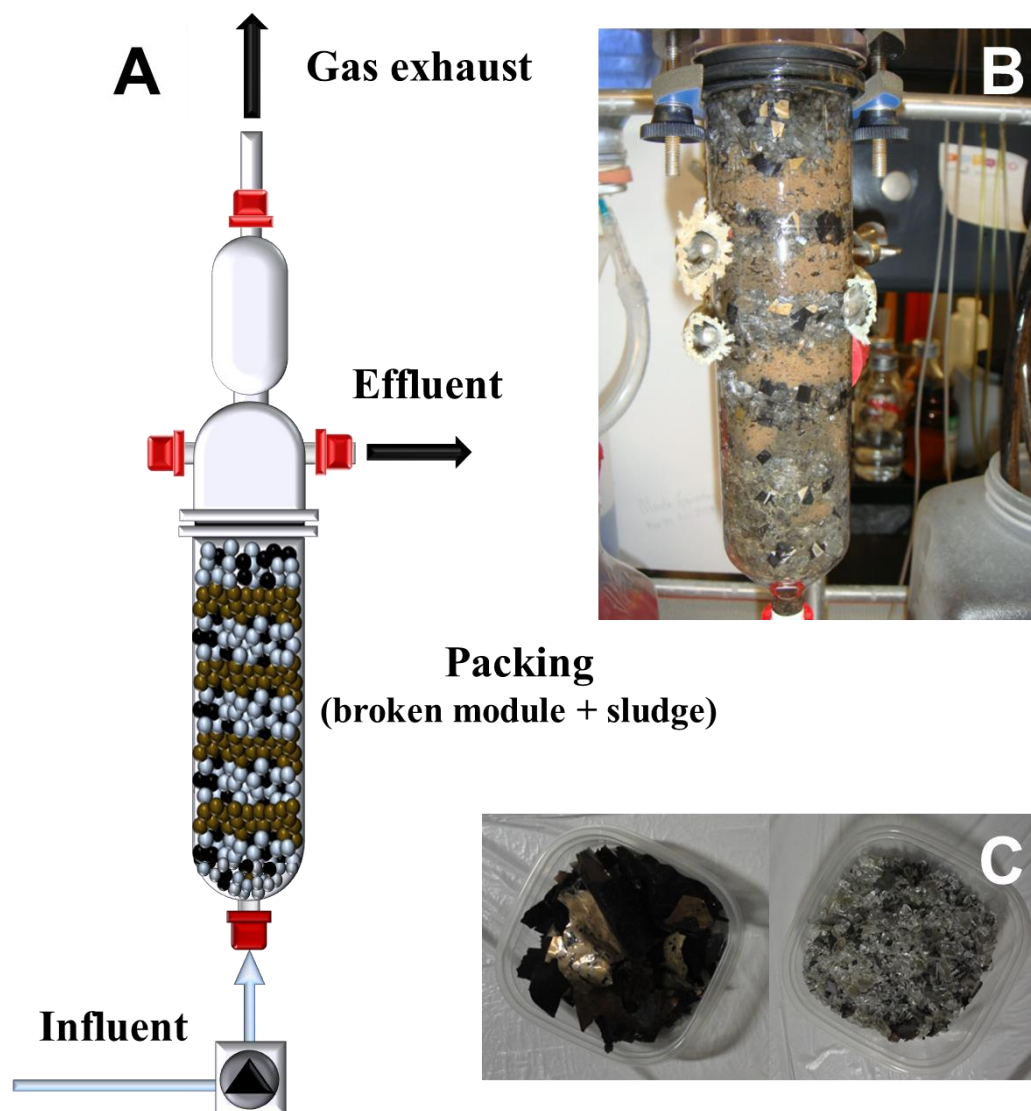 A
Gas exhaust
B
Effluent
Packing
(broken module + sludge)
C
Influent